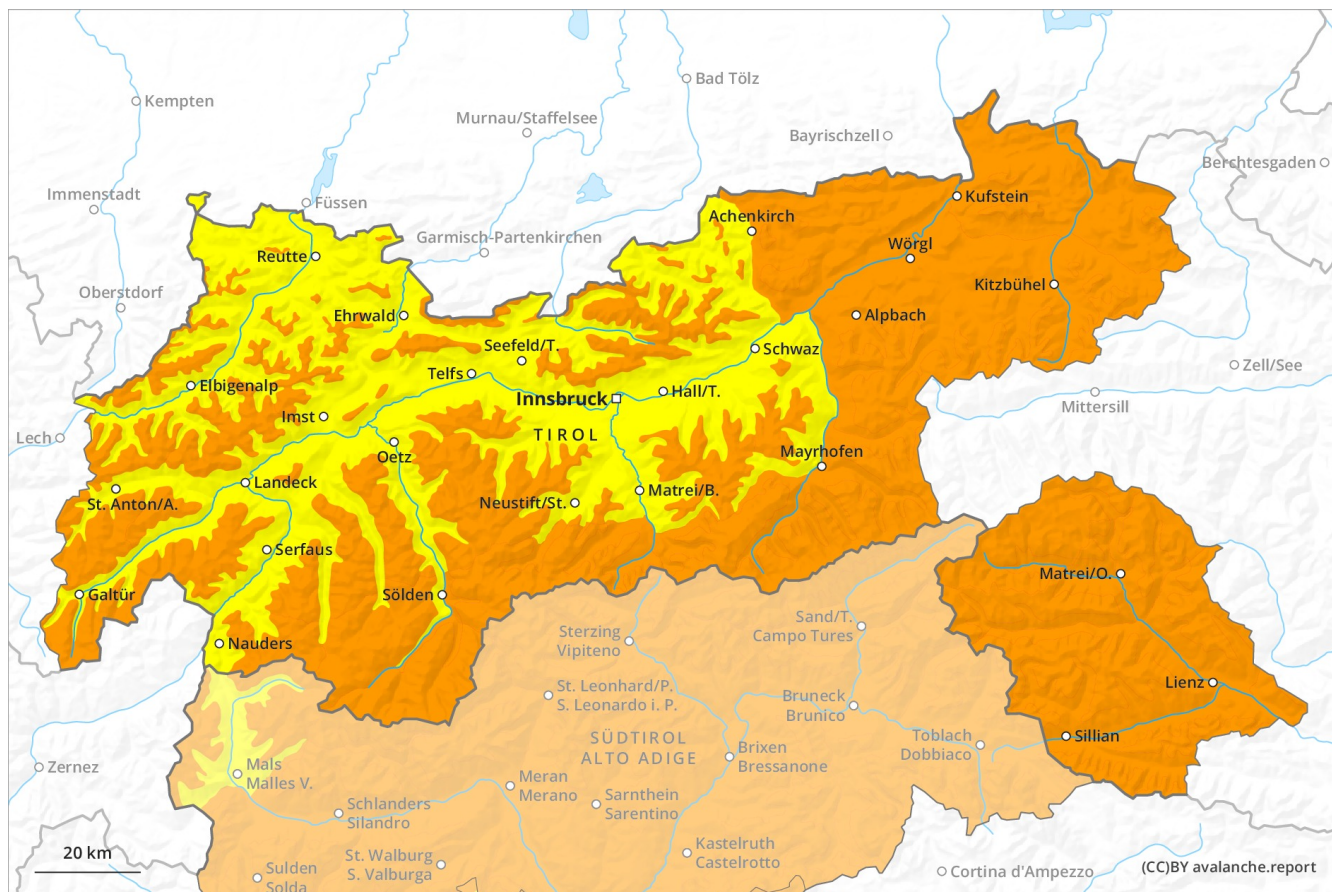 Bad Tölz
Kempten
Murnau/Staffelsee
Bayrischzell
Berchtesgaden
Immenstadt
Füssen
Kufstein
Achenkirch
Garmisch-Partenkirchen
Wörgl
Reutte
Oberstdorf
Kitzbühel
Ehrwald
Alpbach
Seefeld/T.
Schwaz
Zell/See
Telfs
Elbigenalp
Hall/T.
Innsbruck
Mittersill
Imst
TIROL
Lech
Oetz
Mayrhofen
Landeck
Matrei/B.
St. Anton/A.
Neustift/St.
Serfaus
Matrei/O.
Galtür
Sölden
Sand/T.
Campo Tures
Sterzing
Vipiteno
Nauders
Lienz
St. Leonhard/P.
S. Leonardo i. P.
Bruneck
Brunico
SÜDTIROL
ALTO ADIGE
Toblach
Dobbiaco
Sillian
Brixen
Bressanone
Zernez
Mals
Malles V.
Meran
Merano
Sarnthein
Sarentino
Schlanders
Silandro
Kastelruth
Castelrotto
20 km
St. Walburg
S. Valburga
Sulden
Solda
Cortina d'Ampezzo
(CC)BY avalanche.report